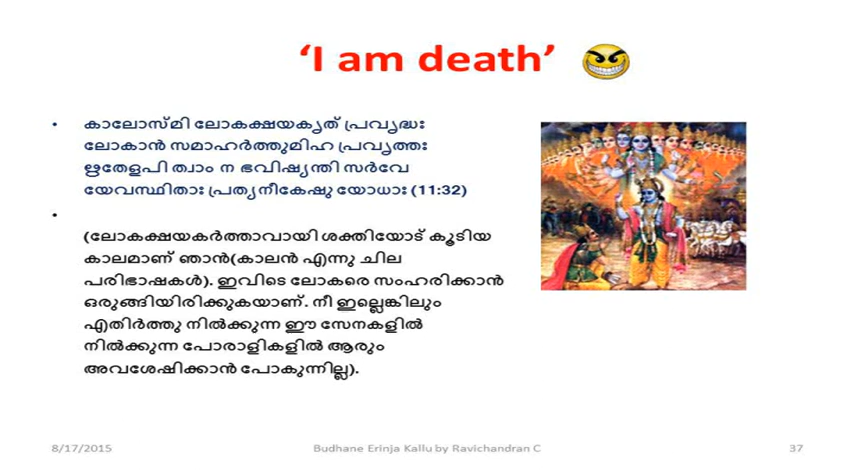 ‘I am death’
• കാലോസ്മി ലോകക്ഷയകൃത് പ്രവൃദ്ധഃ
ലോകാൻ സമാഹർത്തുമിഹ പ്രവൃത്തഃ
ഋതേളപി ത്വാം ന ഭവിഷ്യന്തി സർവേ
യേവസ്ഥിതാഃ പ്രത്യനീകേഷു യോധാഃ (11:32)
•
(ലോകക്ഷയകർത്താവായി ശക്തിയോട് കൂടിയ
കാലമാണ് ഞാൻ(കാലൻ എന്നു ചില
പരിഭാഷകൾ). ഇവിടെ ലോകരെ സംഹരിക്കാൻ
ഒരുങ്ങിയിരിക്കുകയാണ്. നീ ഇല്ലെങ്കിലും
എതിർത്തു നിൽക്കുന്ന ഈ സേനകളിൽ
നിൽക്കുന്ന പോരാളികളിൽ ആരും
അവശേഷിക്കാൻ പോകുന്നില്ല).
8/17/2015
Budhane Erinja Kallu by Ravichandran C
37